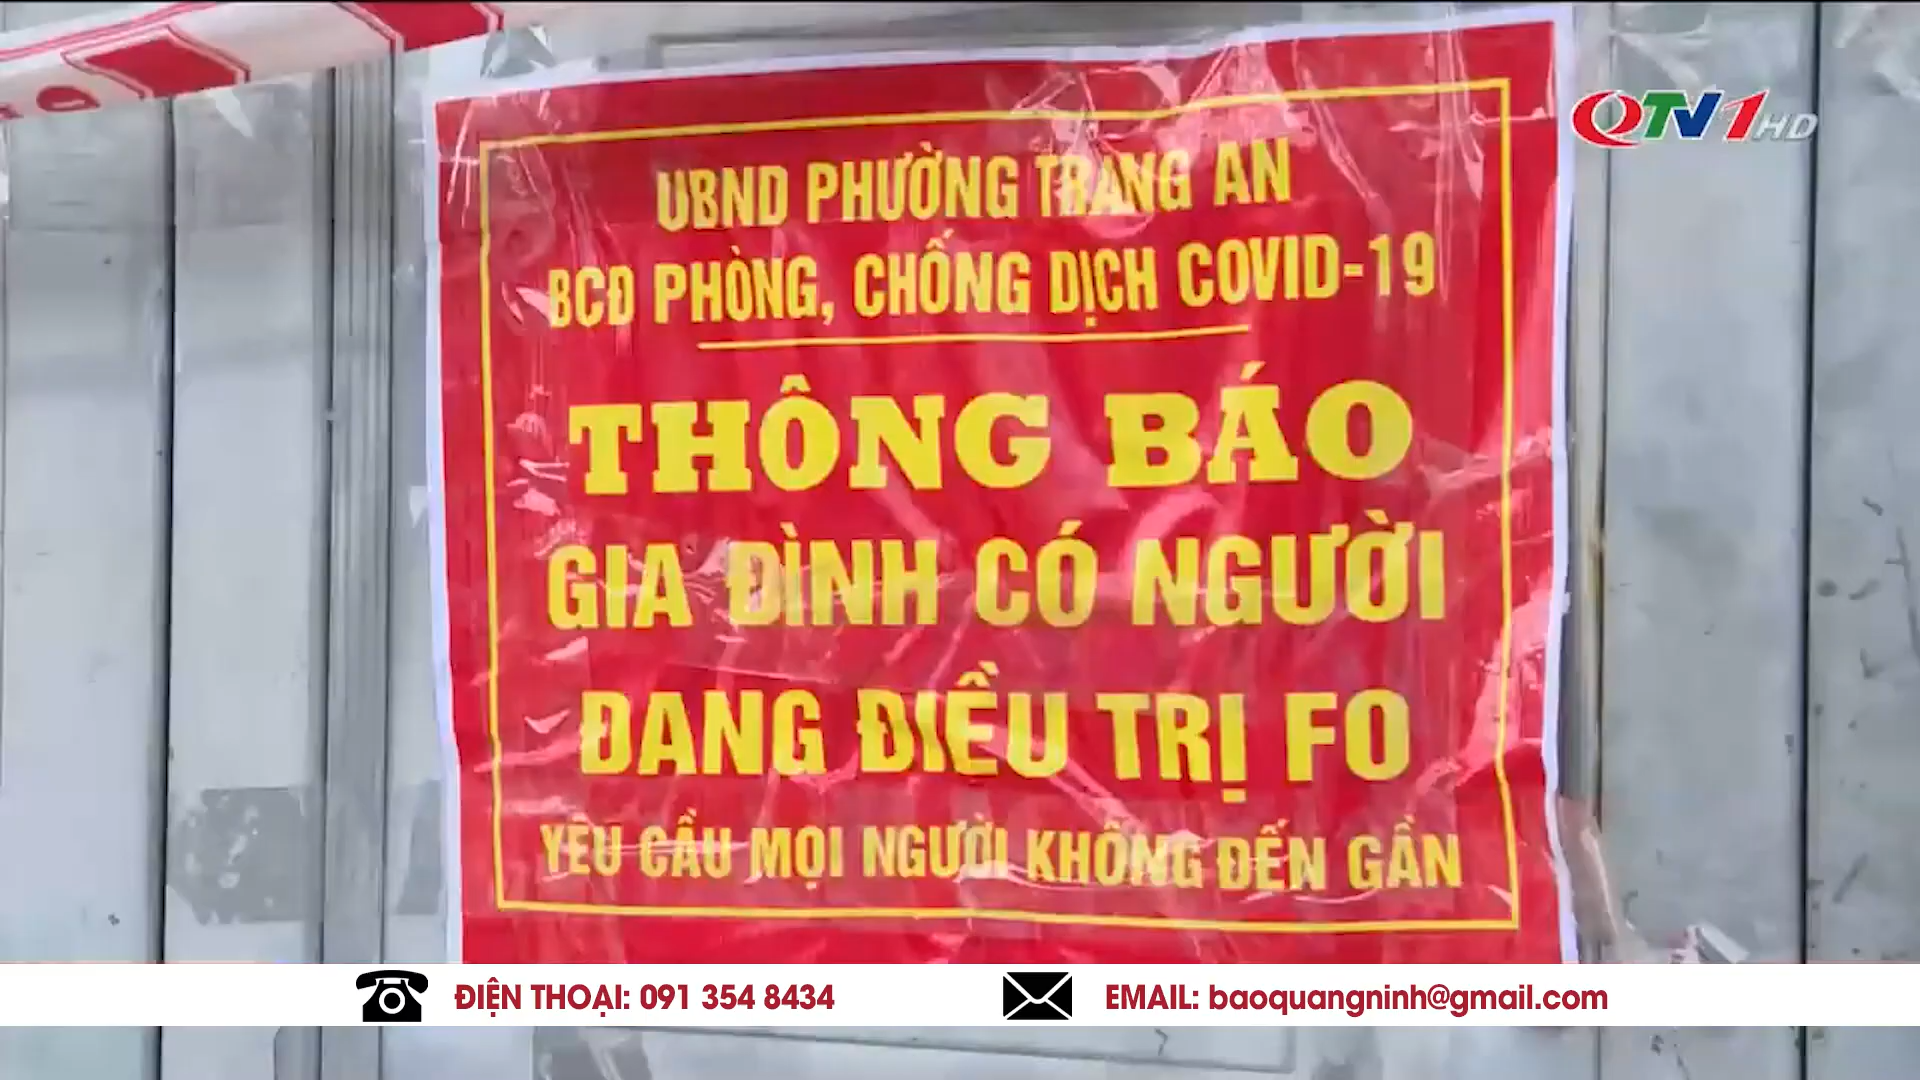 QTV1HD
UBND PHƯỜNG TRANG AN
BCĐ PHÒNG, CHỐNG DỊCH COVID-19
THÔNG BÁO
GIA ĐÌNH CÓ NGƯỜI
ĐANG ĐIỀU TRỊ FO
YÊU CẦU MỌI NGƯỜI KHÔNG ĐẾN GẦN
ĐIỆN THOẠI: 091 354 8434
EMAIL: baoquangninh@gmail.com